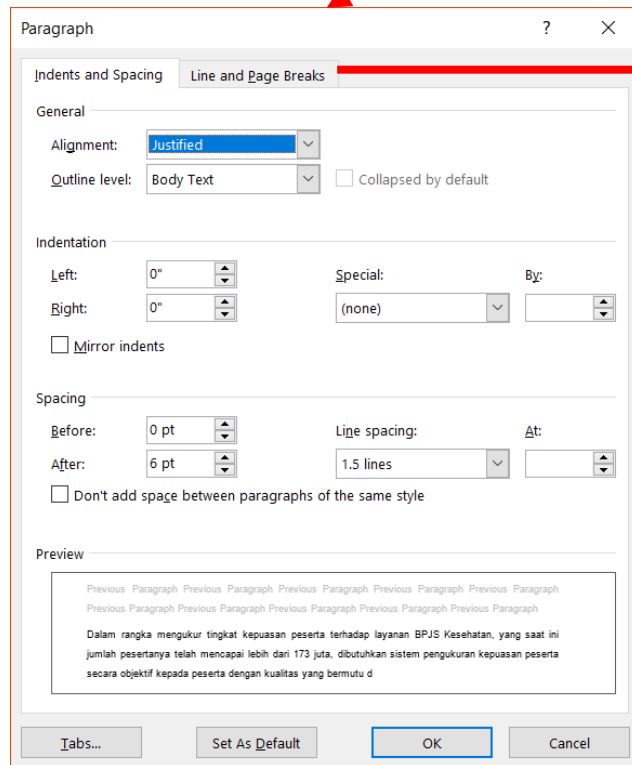 Paragraph ? ×
Indents and Spacing Line and Page Breaks
General
Alignment: Justified
Outline level: Body Text Collapsed by default
Indentation
Left: 0" Special: By:
Right: 0" (none)
Mirror indents
Spacing
Before: 0 pt Line spacing: At:
After: 6 pt 1.5 lines
Don't add space between paragraphs of the same style
Preview
Previous Paragraph Previous Paragraph Previous Paragraph Previous Paragraph Previous Paragraph
Previous Paragraph Previous Paragraph Previous Paragraph Previous Paragraph Previous Paragraph
Dalam rangka mengukur tingkat kepuasan peserta terhadap layanan BPJS Kesehatan, yang saat ini
jumlah pesertanya telah mencapai lebih dari 173 juta, dibutuhkan sistem pengukuran kepuasan peserta
secara objektif kepada peserta dengan kualitas yang bermutu d
Tabs... Set As Default OK Cancel